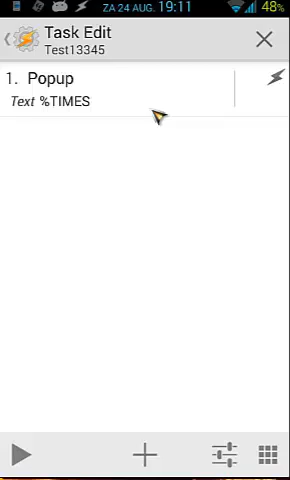 ZA 24 AUG. 19:11 48%
Task Edit
Test13345
1. Popup
Text %TIMES